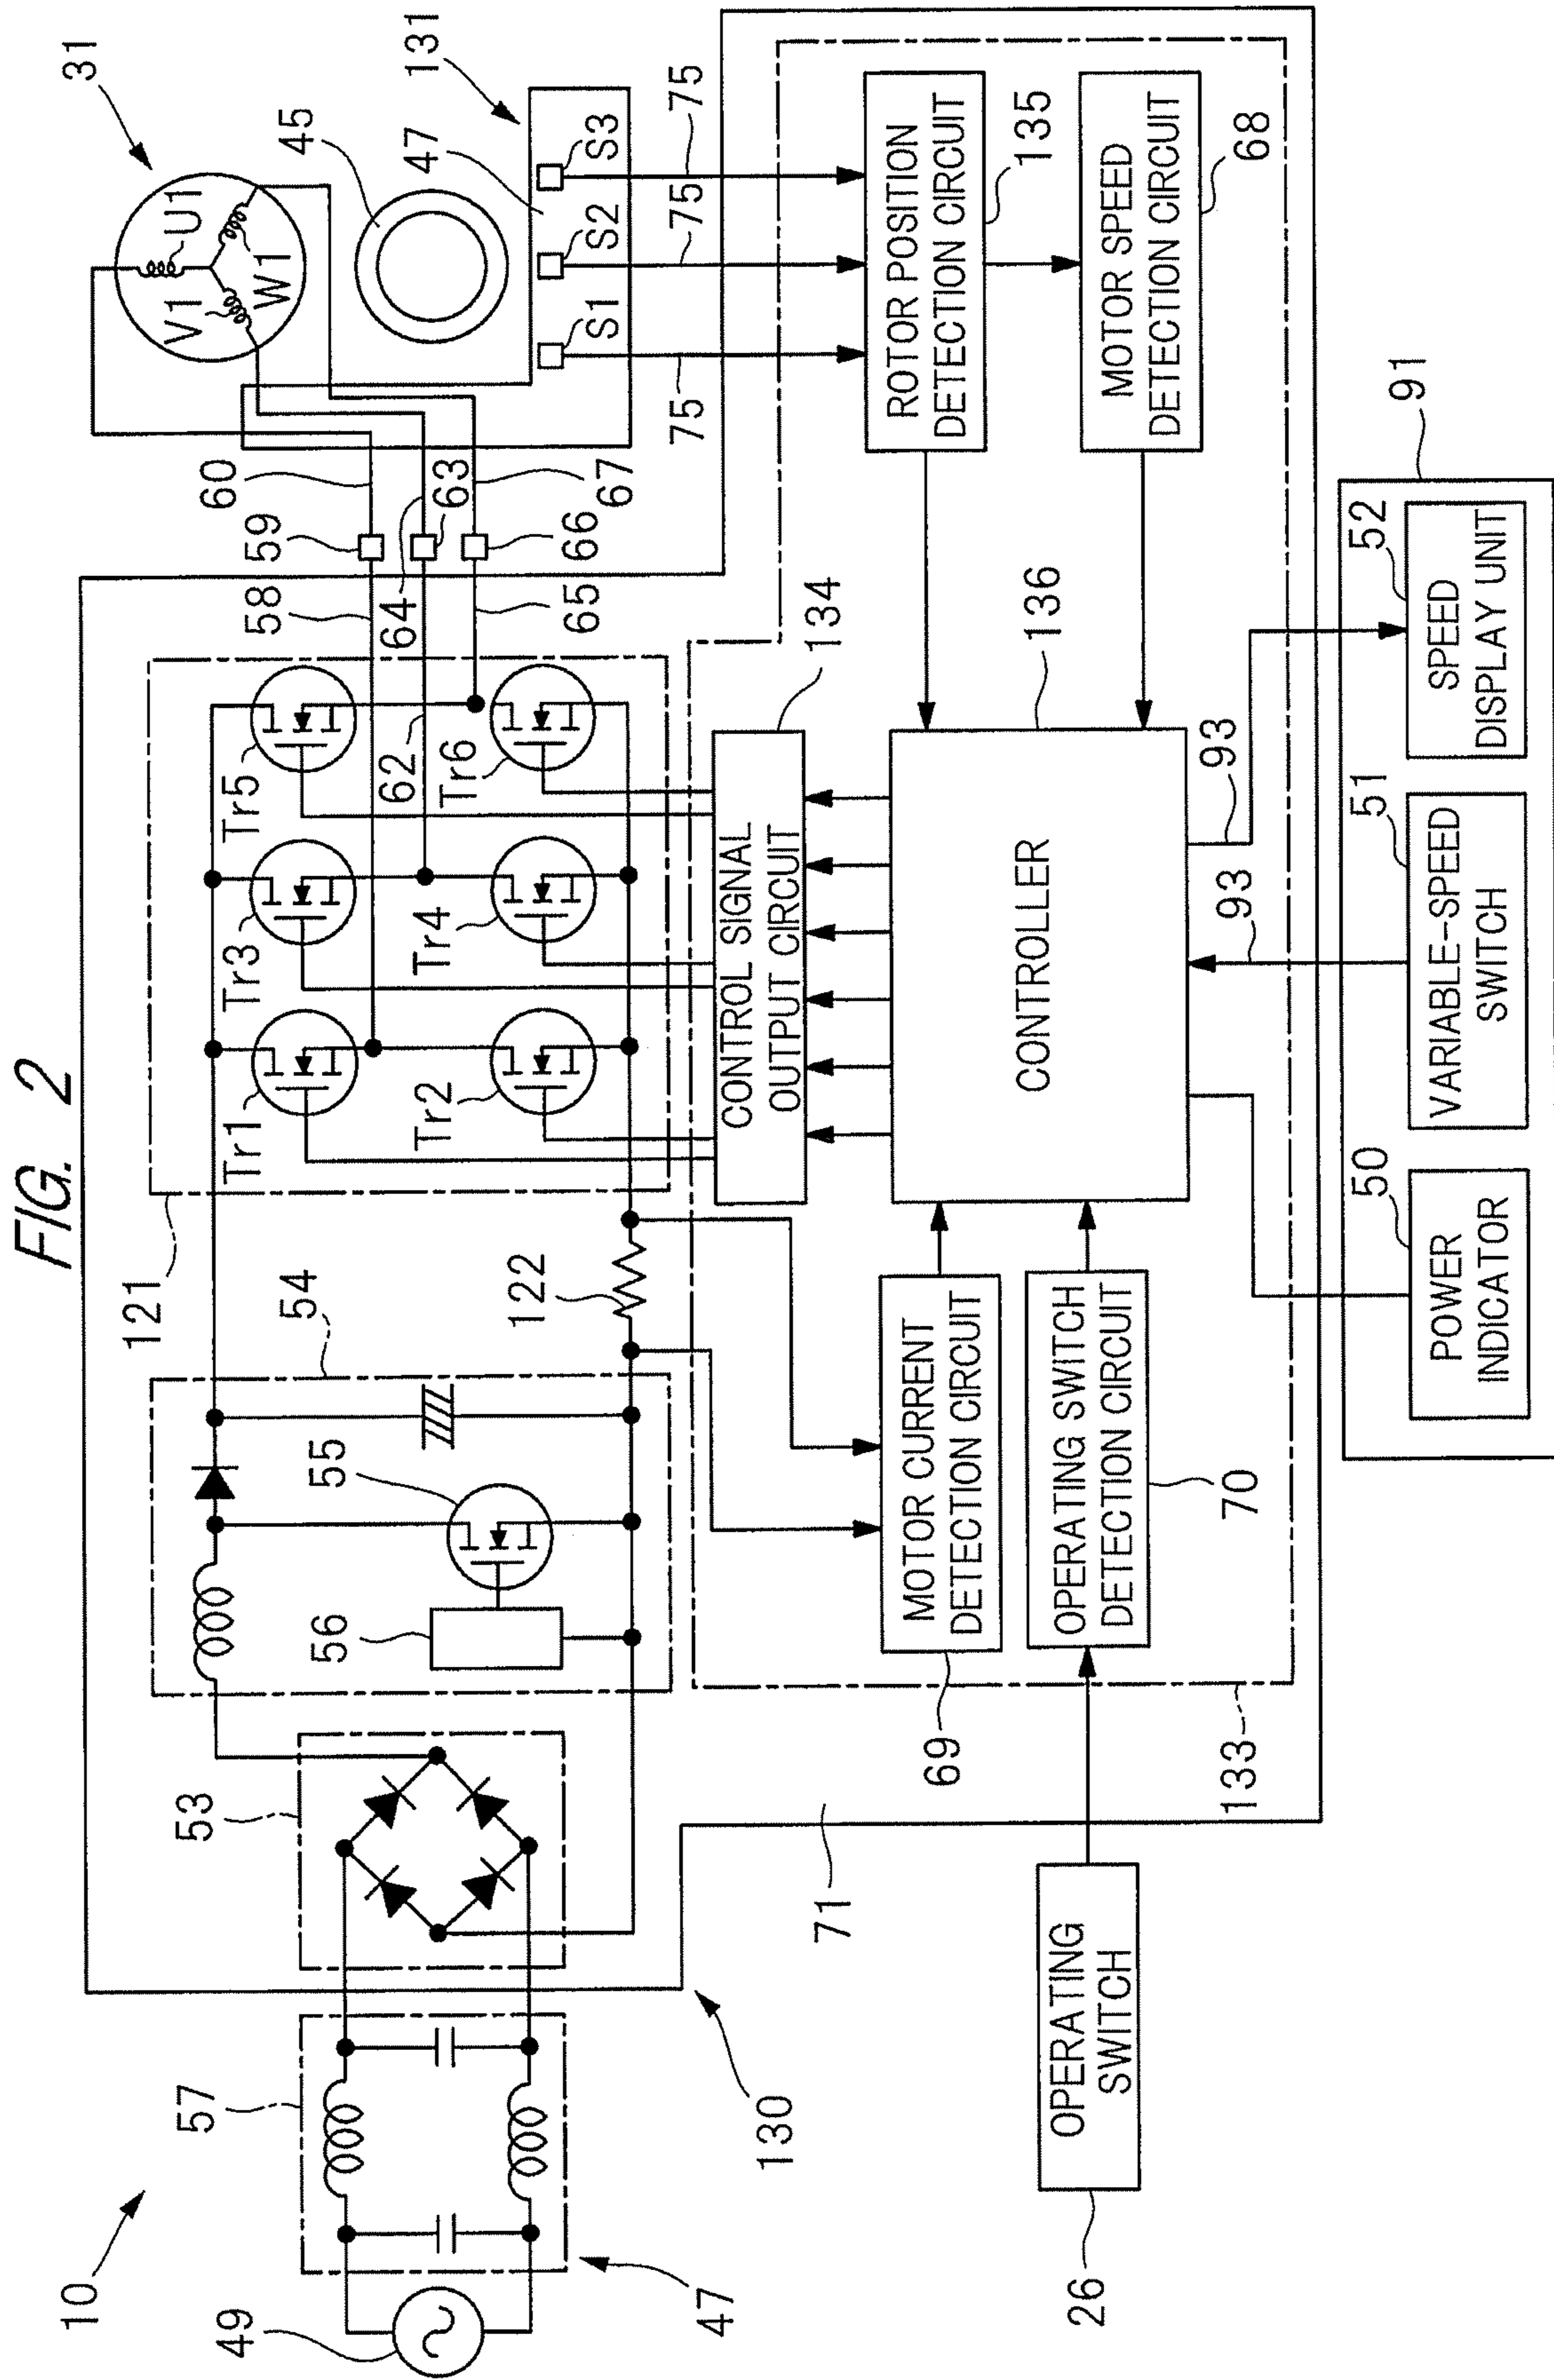 FIG. 2
10
49
47
57
130
53
54
55
56
121
122
Tr1
Tr3
Tr5
Tr2
Tr4
Tr6
58
59
60
62
63
64
65
66
67
31
U1
V1
W1
45
47
131
S1
S2
S3
75
75
75
134
CONTROL SIGNAL
OUTPUT CIRCUIT
ROTOR POSITION
DETECTION CIRCUIT
135
MOTOR SPEED
DETECTION CIRCUIT
68
CONTROLLER
136
MOTOR CURRENT
DETECTION CIRCUIT
69
OPERATING SWITCH
DETECTION CIRCUIT
70
71
133
OPERATING
SWITCH
26
93
93
91
POWER
INDICATOR
50
VARIABLE-SPEED
SWITCH
51
SPEED
DISPLAY UNIT
52